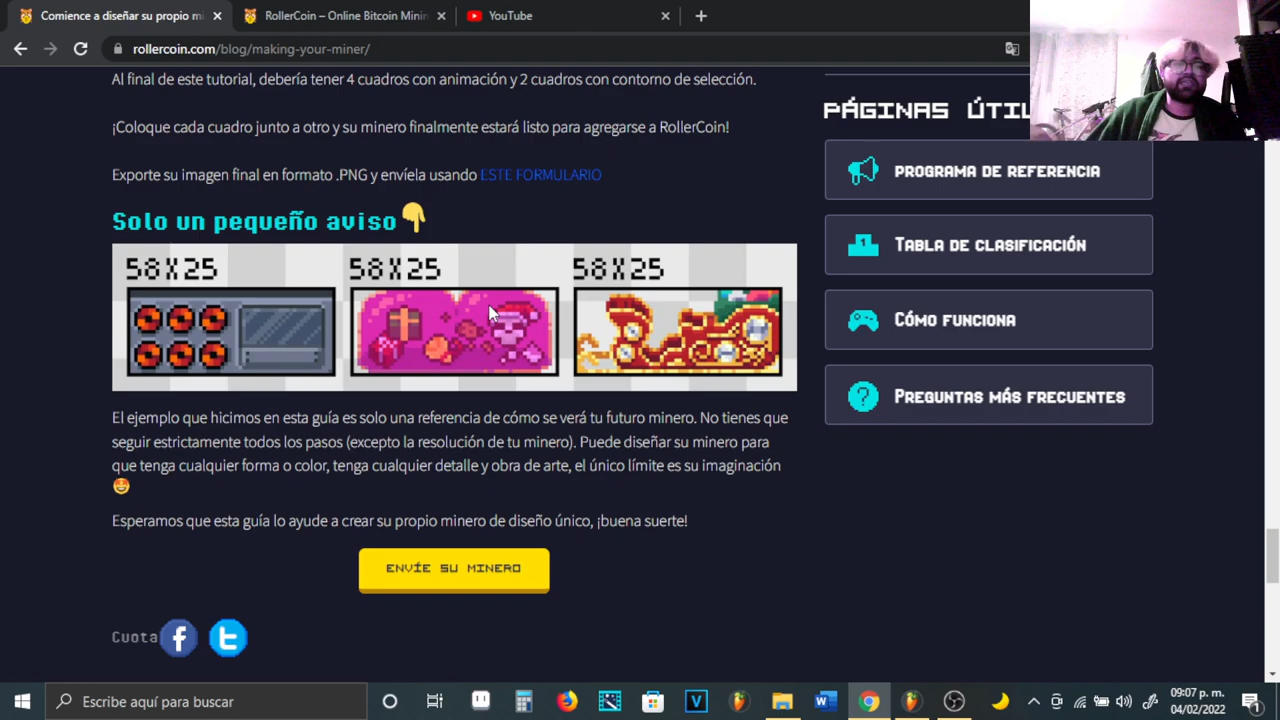 Comience a diseñar su propio mi
RollerCoin – Online Bitcoin Minin
YouTube
rollercoin.com/blog/making-your-miner/
Al final de este tutorial, debería tener 4 cuadros con animación y 2 cuadros con contorno de selección.
¡Coloque cada cuadro junto a otro y su minero finalmente estará listo para agregarse a RollerCoin!
Exporte su imagen final en formato .PNG y envíela usando ESTE FORMULARIO
Solo un pequeño aviso
58X25
58X25
58X25
El ejemplo que hicimos en esta guía es solo una referencia de cómo se verá tu futuro minero. No tienes que
seguir estrictamente todos los pasos (excepto la resolución de tu minero). Puede diseñar su minero para
que tenga cualquier forma o color, tenga cualquier detalle y obra de arte, el único límite es su imaginación
Esperamos que esta guía lo ayude a crear su propio minero de diseño único, ¡buena suerte!
ENVÍE SU MINERO
Cuota
PÁGINAS ÚTIL
PROGRAMA DE REFERENCIA
TABLA DE CLASIFICACIÓN
CÓMO FUNCIONA
PREGUNTAS MÁS FRECUENTES
Escribe aquí para buscar
09:07 p. m.
04/02/2022